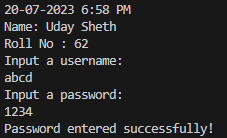 20-07-2023 6:58 PM
Name: Uday Sheth
Roll No : 62
Input a username:
abcd
Input a password:
1234
Password entered successfully!